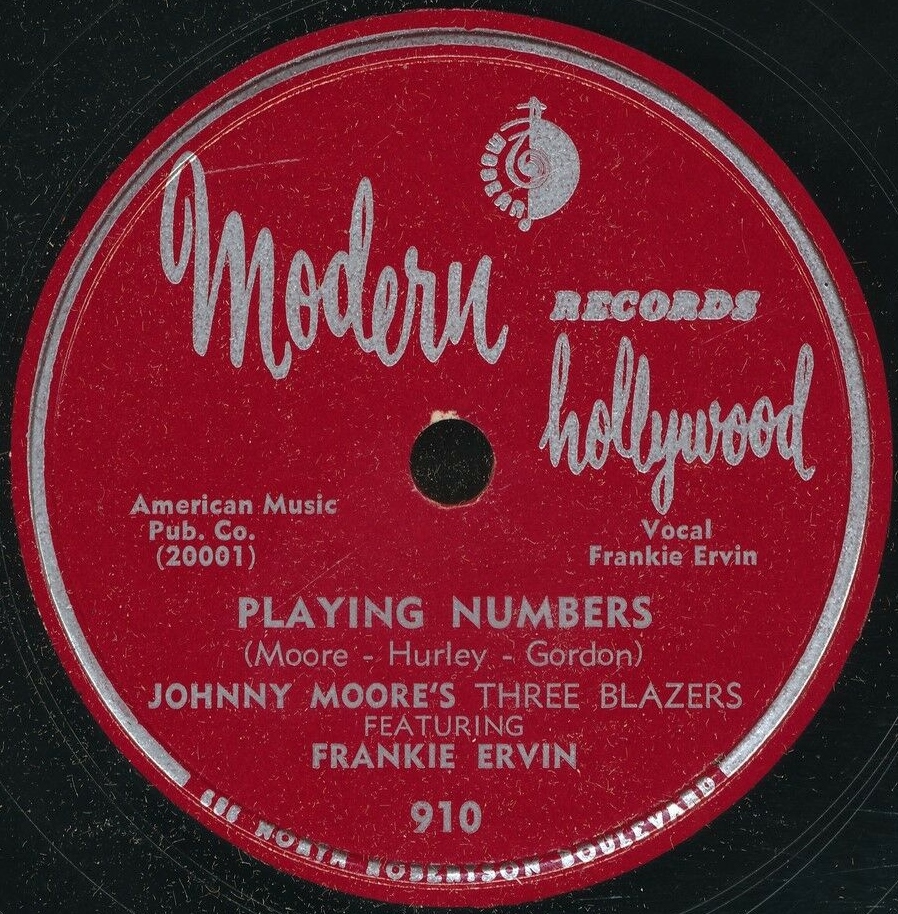 MODERN
Modern
RECORDS
hollywood
American Music
Pub. Co.
(20001)
Vocal
Frankie Ervin
PLAYING NUMBERS
(Moore - Hurley - Gordon)
JOHNNY MOORE'S THREE BLAZERS
FEATURING
FRANKIE ERVIN
910
NORTH ROBERTSON BOULEVARD